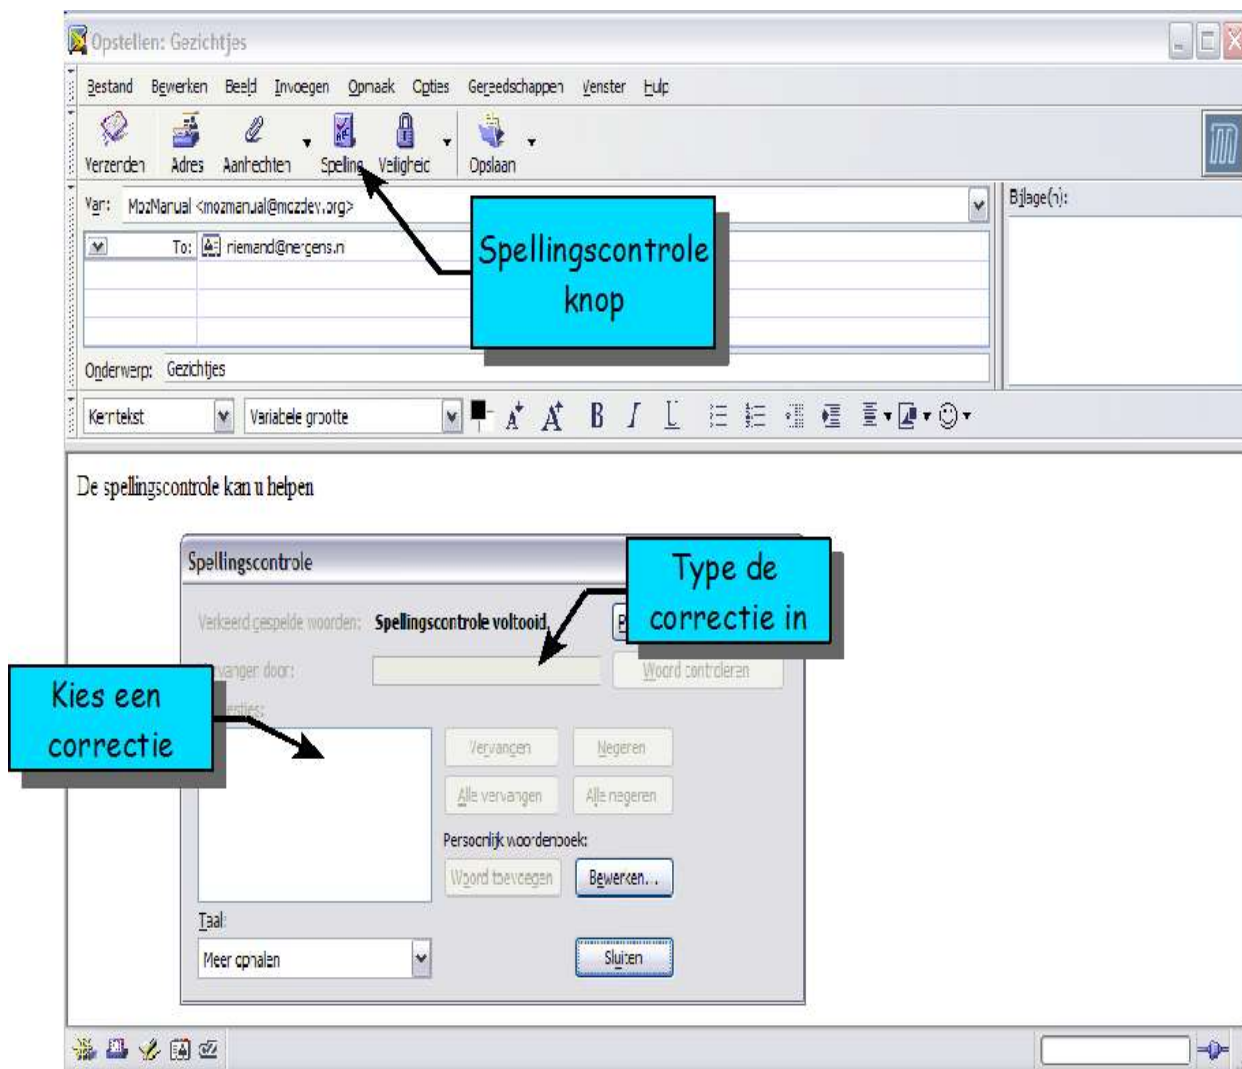 Opstellen: Gezichtjes
Bestand Bewerken Beeld Invoegen Opmaak Opties Gereedschappen Venster Hulp
Verzenden Adres Aanhechten Spelling Veiligheid Opslaan
Van: MozManual <mozmanual@mozdev.org>
Bijlage(n):
To: niemand@nergens.nl
Spellingscontrole
knop
Onderwerp: Gezichtjes
Kerntekst Variabele grootte
De spellingscontrole kan u helpen
Spellingscontrole
Type de
correctie in
Verkeerd gespelde woorden: Spellingscontrole voltooid.
Vervangen door: Woord controleren
Kies een
correctie
Vervangen Negeren
Alle vervangen Alle negeren
Persoonlijk woordenboek:
Woord toevoegen Bewerken...
Taal:
Meer ophalen Sluiten